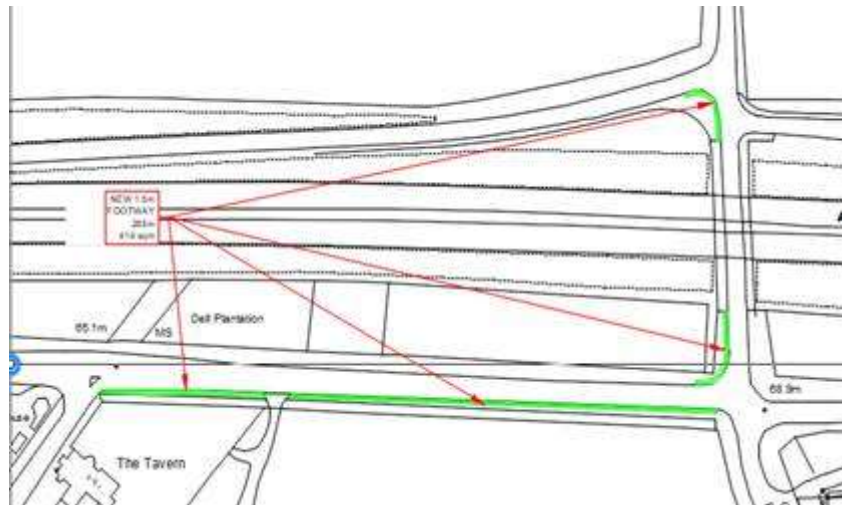 NEW 1.5m
FOOTWAY
Dell Plantation
65.1m
MS
68.9m
The Tavern